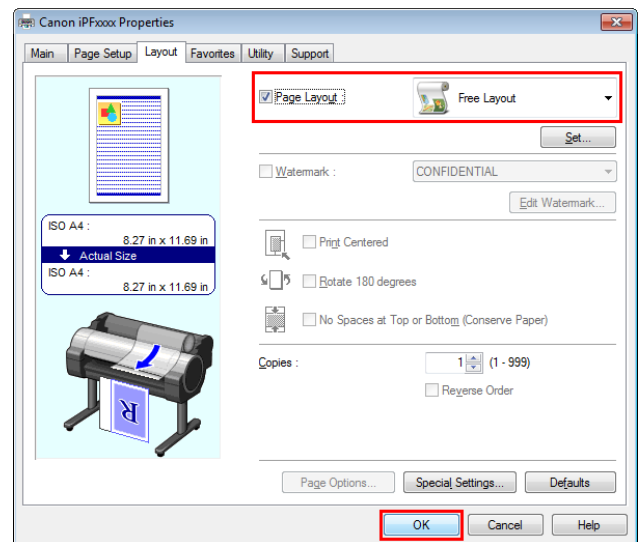 Canon iPFxxxx Properties
Main Page Setup Layout Favorites Utility Support
Page Layout : Free Layout
Set...
Watermark : CONFIDENTIAL
Edit Watermark...
ISO A4 :
8.27 in x 11.69 in
Actual Size
ISO A4 :
8.27 in x 11.69 in
Print Centered
Rotate 180 degrees
No Spaces at Top or Bottom (Conserve Paper)
Copies : 1 (1 - 999)
Reverse Order
R
Page Options... Special Settings... Defaults
OK Cancel Help